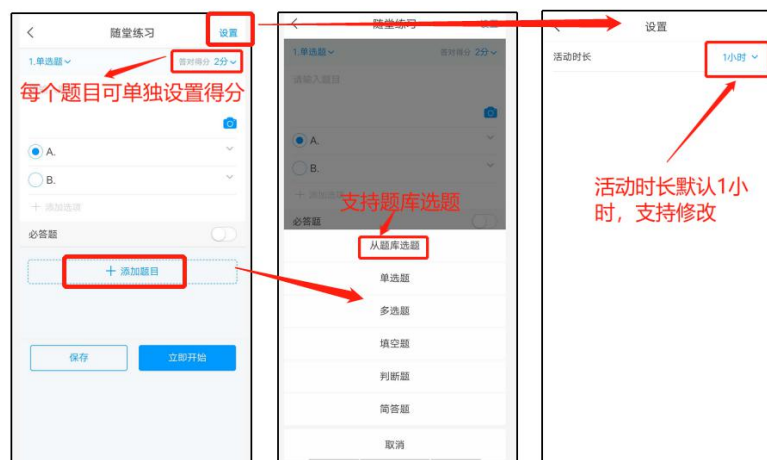 随堂练习
设置
1.单选题
答对得分 2分
每个题目可单独设置得分
A.
B.
+ 添加选项
必答题
+ 添加题目
保存
立即开始
随堂练习
设置
1.单选题
答对得分 2分
请输入题目
A.
B.
+ 添加选项
支持题库选题
必答题
从题库选题
单选题
多选题
填空题
判断题
简答题
取消
设置
活动时长
1小时
活动时长默认1小
时，支持修改